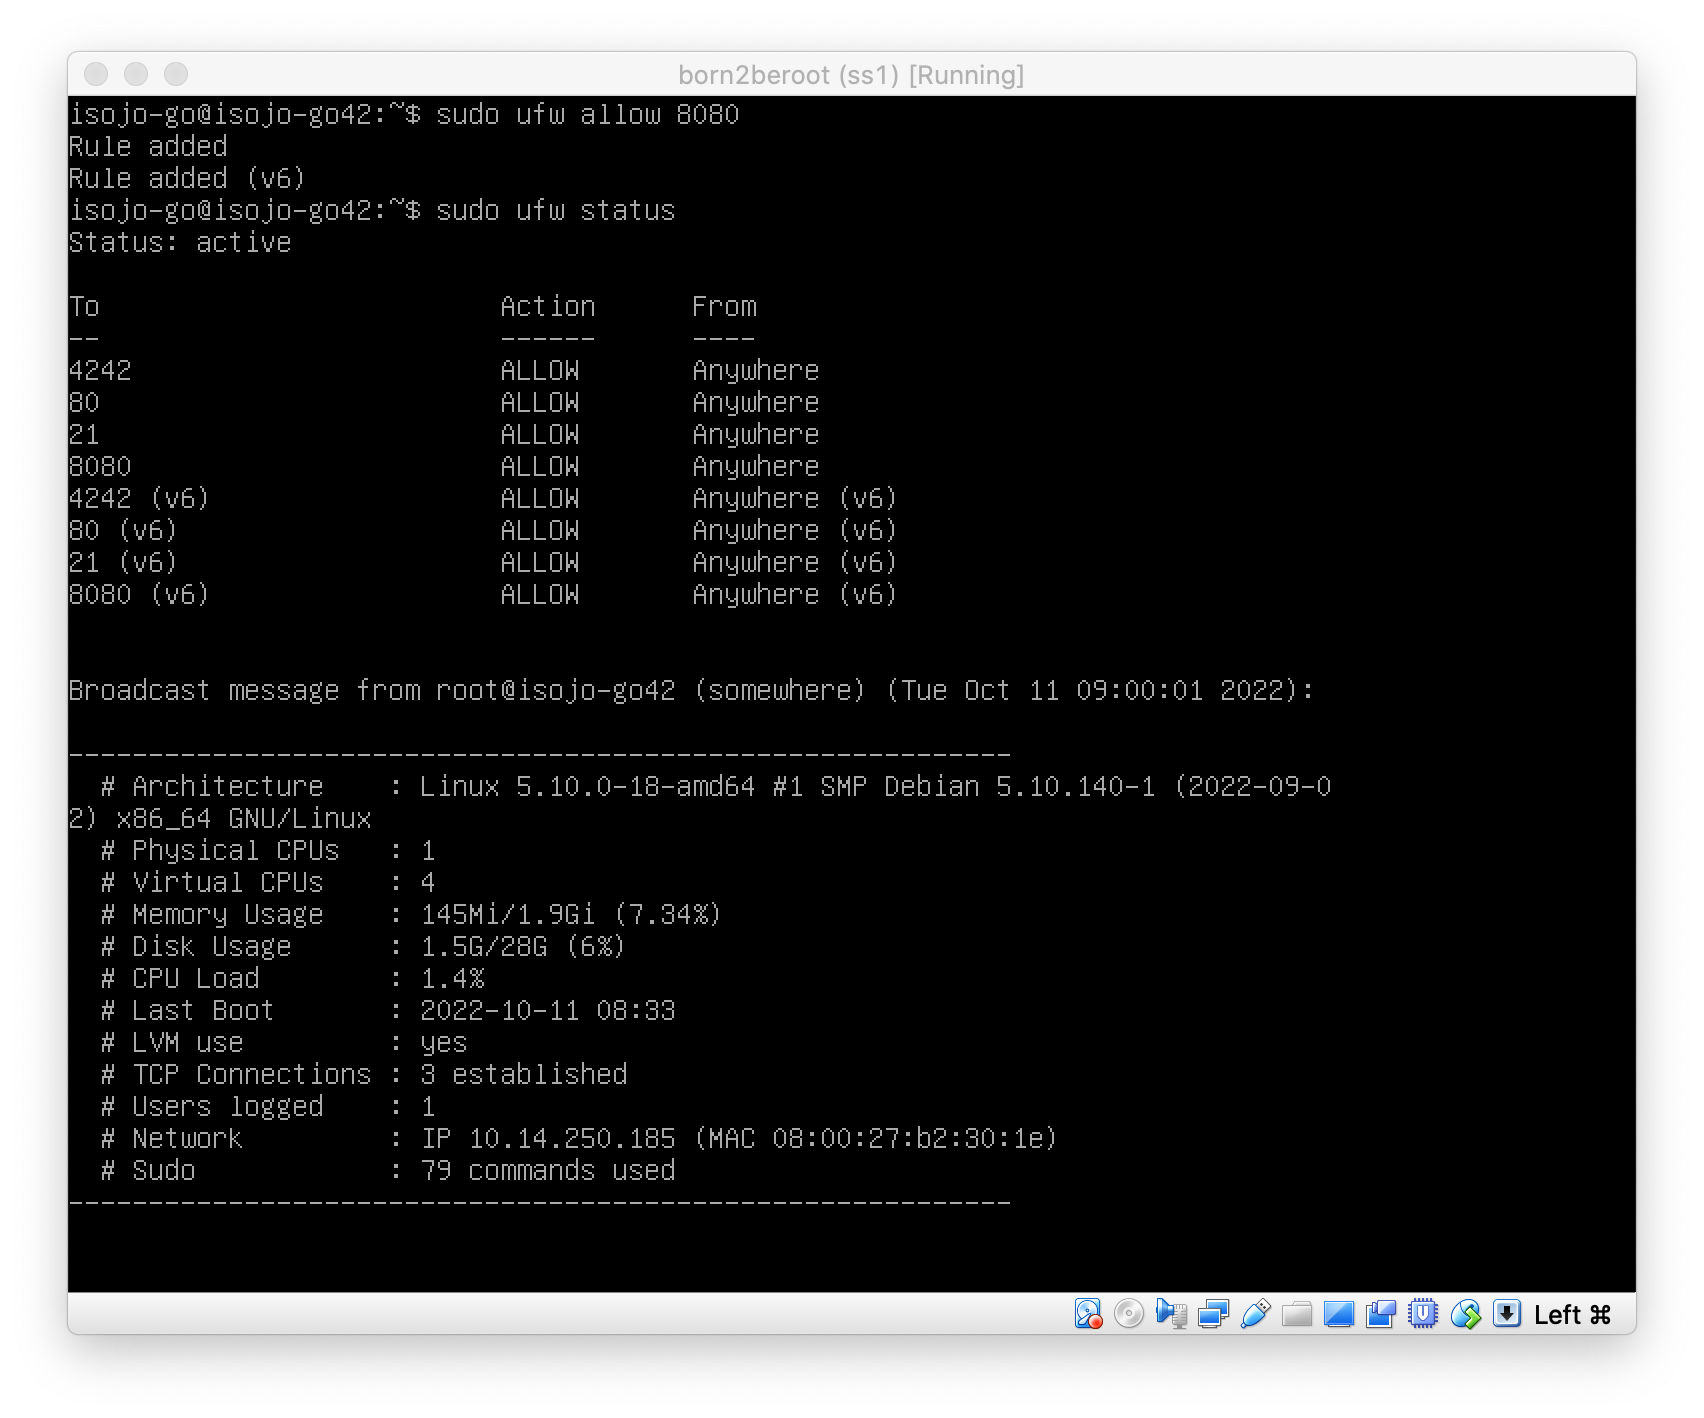 born2beroot (ss1) [Running]
isojo-go@isojo-go42:~$ sudo ufw allow 8080
Rule added
Rule added (v6)
isojo-go@isojo-go42:~$ sudo ufw status
Status: active
To                         Action      From
--                         ------      ----
4242                       ALLOW       Anywhere
80                         ALLOW       Anywhere
21                         ALLOW       Anywhere
8080                       ALLOW       Anywhere
4242 (v6)                  ALLOW       Anywhere (v6)
80 (v6)                    ALLOW       Anywhere (v6)
21 (v6)                    ALLOW       Anywhere (v6)
8080 (v6)                  ALLOW       Anywhere (v6)
Broadcast message from root@isojo-go42 (somewhere) (Tue Oct 11 09:00:01 2022):
-----------------------------------------------------------
  # Architecture    : Linux 5.10.0-18-amd64 #1 SMP Debian 5.10.140-1 (2022-09-0
2) x86_64 GNU/Linux
  # Physical CPUs   : 1
  # Virtual CPUs    : 4
  # Memory Usage    : 145Mi/1.9Gi (7.34%)
  # Disk Usage      : 1.5G/28G (6%)
  # CPU Load        : 1.4%
  # Last Boot       : 2022-10-11 08:33
  # LVM use         : yes
  # TCP Connections : 3 established
  # Users logged    : 1
  # Network         : IP 10.14.250.185 (MAC 08:00:27:b2:30:1e)
  # Sudo            : 79 commands used
-----------------------------------------------------------
Left ⌘